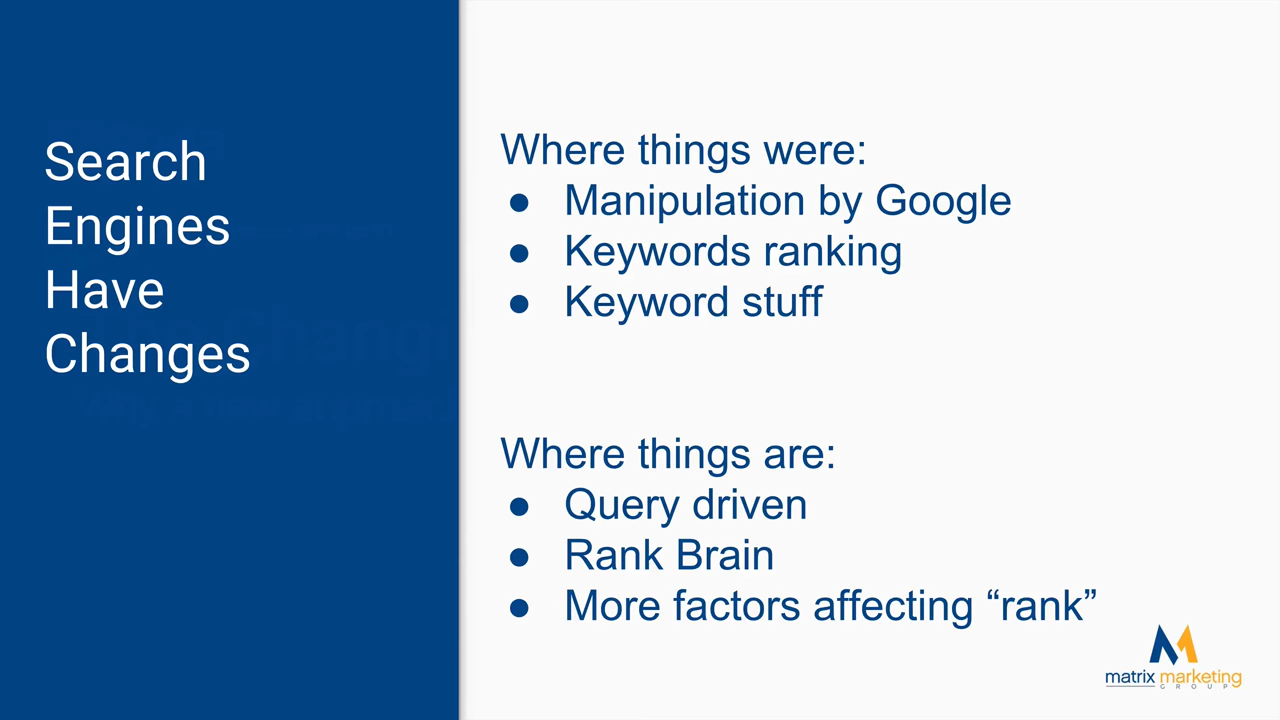 Search
Engines
Have
Changes
Where things were:
● Manipulation by Google
● Keywords ranking
● Keyword stuff
Where things are:
● Query driven
● Rank Brain
● More factors affecting “rank”
matrix marketing
GROUP